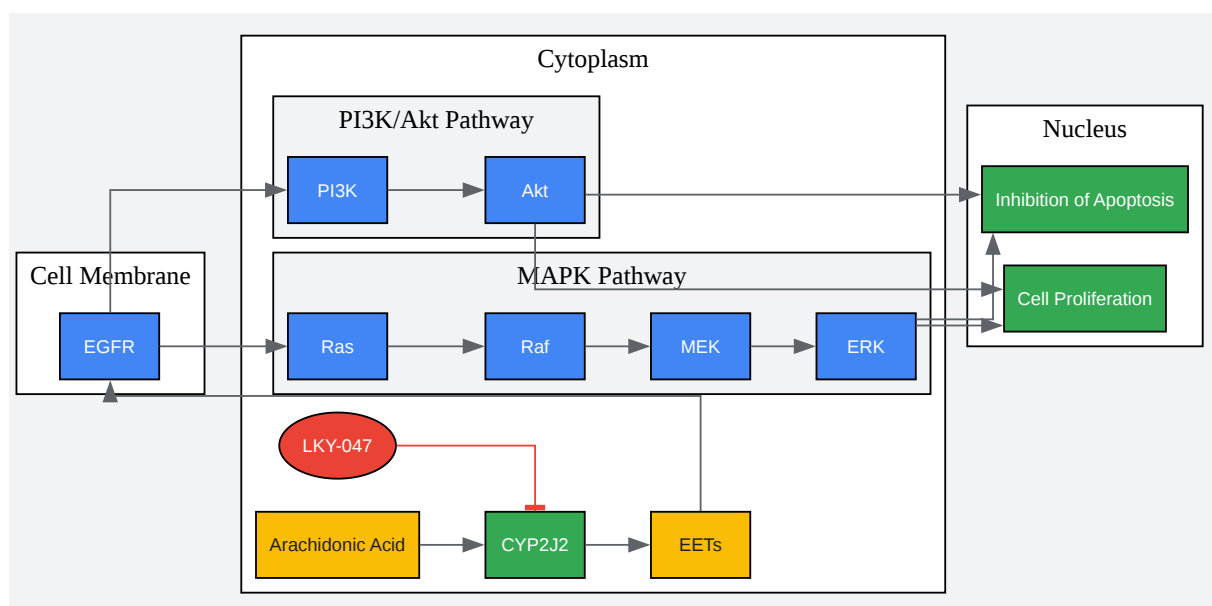 Cytoplasm
PI3K/Akt Pathway
PI3K
Akt
Nucleus
Inhibition of Apoptosis
Cell Proliferation
Cell Membrane
EGFR
MAPK Pathway
Ras
Raf
MEK
ERK
LKY-047
Arachidonic Acid
CYP2J2
EETs